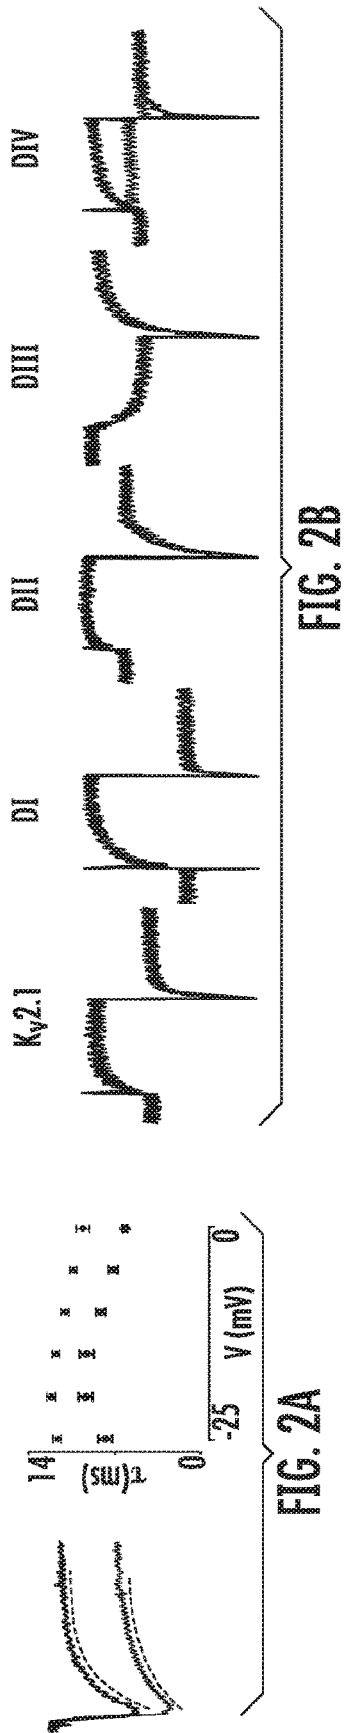 14
τ(ms)
0
-25
V (mV)
0
FIG. 2A
Kv2.1
DI
DII
DIII
DIV
FIG. 2B